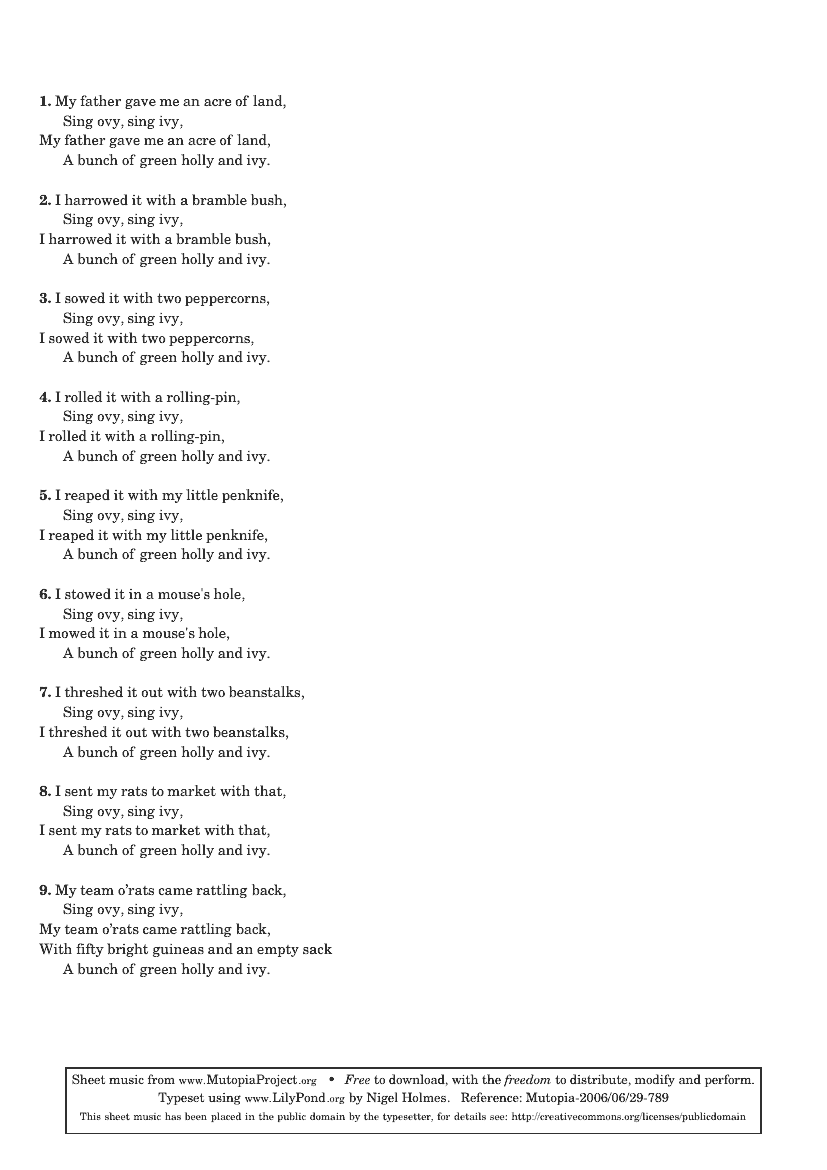 1. My father gave me an acre of land,
Sing ovy, sing ivy,
My father gave me an acre of land,
A bunch of green holly and ivy.
2. I harrowed it with a bramble bush,
Sing ovy, sing ivy,
I harrowed it with a bramble bush,
A bunch of green holly and ivy.
3. I sowed it with two peppercorns,
Sing ovy, sing ivy,
I sowed it with two peppercorns,
A bunch of green holly and ivy.
4. I rolled it with a rolling-pin,
Sing ovy, sing ivy,
I rolled it with a rolling-pin,
A bunch of green holly and ivy.
5. I reaped it with my little penknife,
Sing ovy, sing ivy,
I reaped it with my little penknife,
A bunch of green holly and ivy.
6. I stowed it in a mouse's hole,
Sing ovy, sing ivy,
I mowed it in a mouse's hole,
A bunch of green holly and ivy.
7. I threshed it out with two beanstalks,
Sing ovy, sing ivy,
I threshed it out with two beanstalks,
A bunch of green holly and ivy.
8. I sent my rats to market with that,
Sing ovy, sing ivy,
I sent my rats to market with that,
A bunch of green holly and ivy.
9. My team o’rats came rattling back,
Sing ovy, sing ivy,
My team o’rats came rattling back,
With fifty bright guineas and an empty sack
A bunch of green holly and ivy.
Sheet music from www.MutopiaProject.org • Free to download, with the freedom to distribute, modify and perform.
Typeset using www.LilyPond.org by Nigel Holmes. Reference: Mutopia-2006/06/29-789
This sheet music has been placed in the public domain by the typesetter, for details see: http://creativecommons.org/licenses/publicdomain